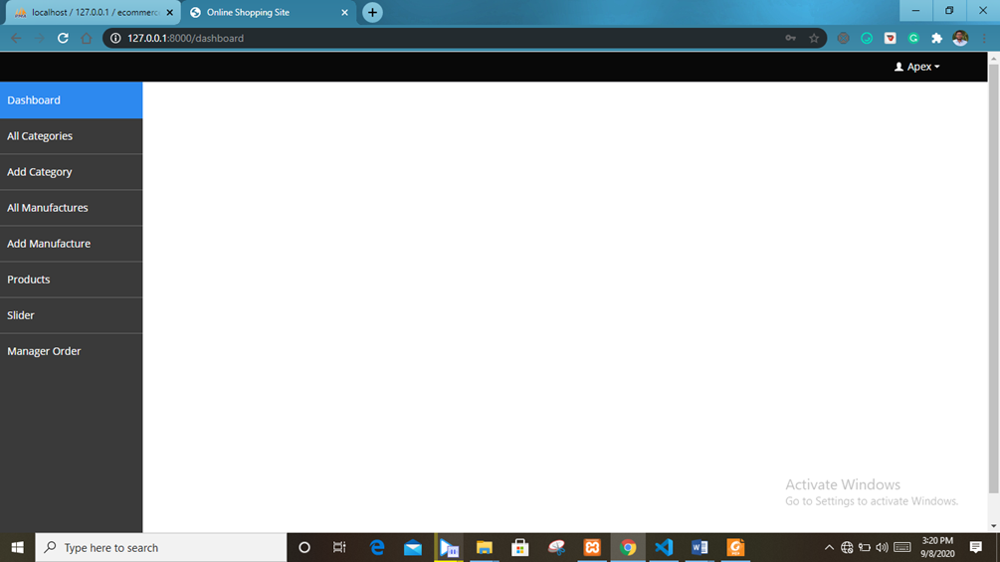 localhost / 127.0.0.1 / ecommerc
Online Shopping Site
127.0.0.1:8000/dashboard
Apex
Dashboard
All Categories
Add Category
All Manufactures
Add Manufacture
Products
Slider
Manager Order
Activate Windows
Go to Settings to activate Windows.
Type here to search
3:20 PM
9/8/2020